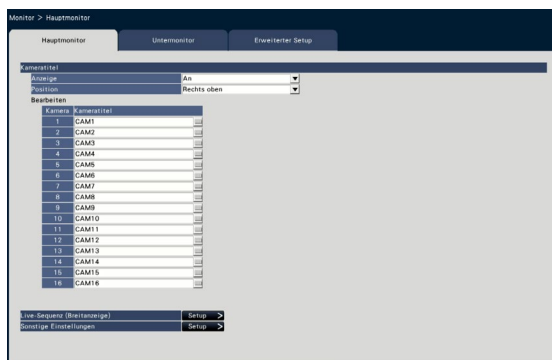 Monitor > Hauptmonitor
Hauptmonitor Untermonitor Erweiterter Setup
Kameratitel
Anzeige An
Position Rechts oben
Bearbeiten
Kamera Kameratitel
1 CAM1
2 CAM2
3 CAM3
4 CAM4
5 CAM5
6 CAM6
7 CAM7
8 CAM8
9 CAM9
10 CAM10
11 CAM11
12 CAM12
13 CAM13
14 CAM14
15 CAM15
16 CAM16
Live-Sequenz (Breitanzeige) Setup >
Sonstige Einstellungen Setup >